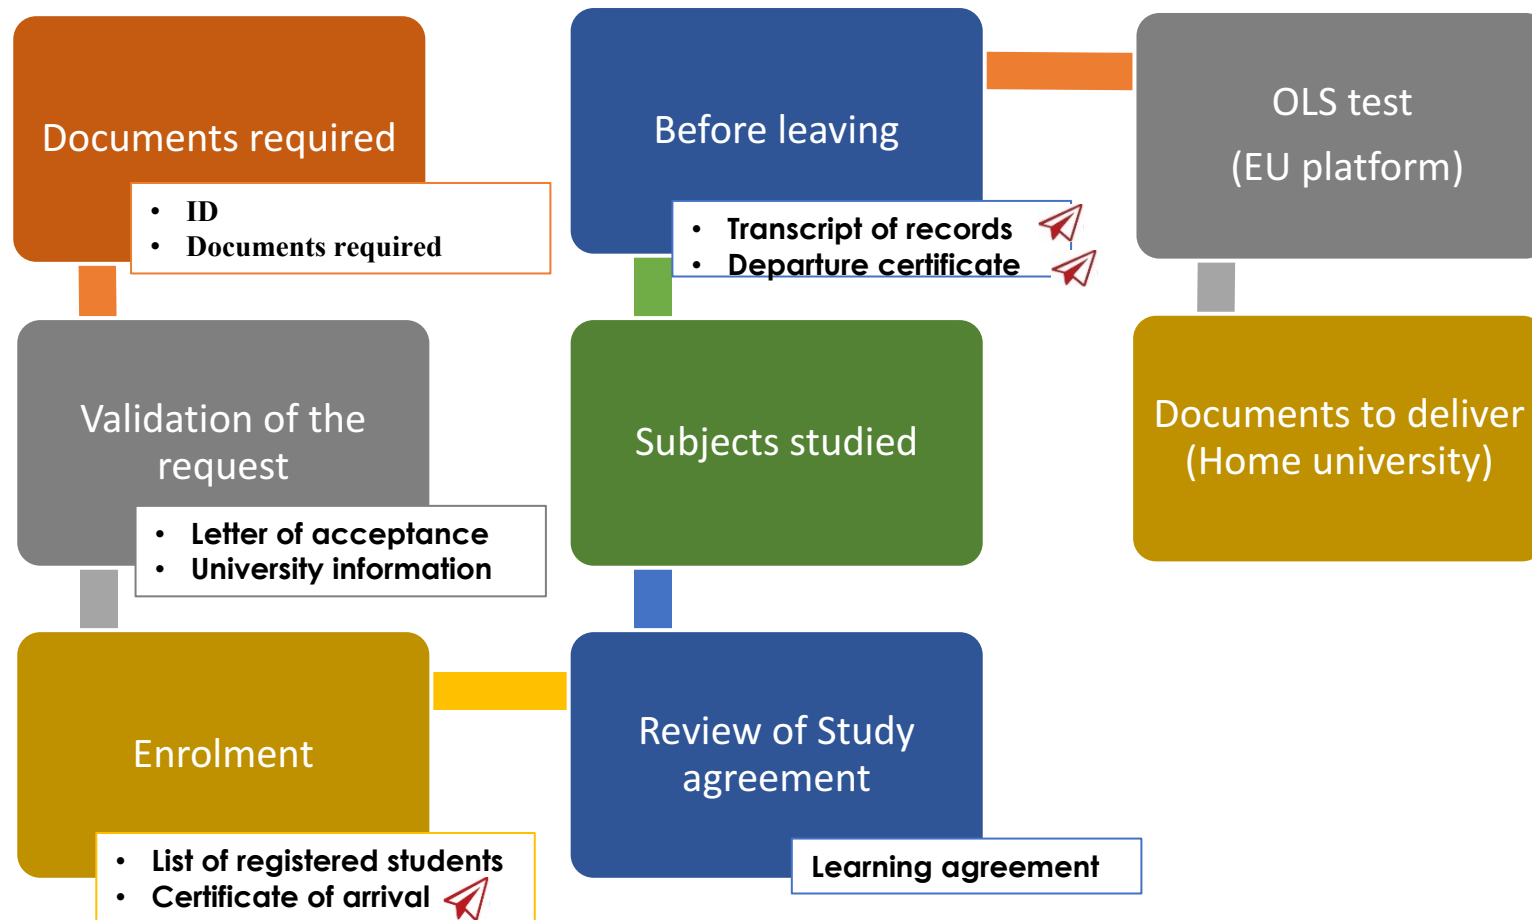 Documents required
• ID
• Documents required
Validation of the
request
• Letter of acceptance
• University information
Enrolment
• List of registered students
• Certificate of arrival
Review of Study
agreement
Learning agreement
Subjects studied
Before leaving
• Transcript of records
• Departure certificate
OLS test
(EU platform)
Documents to deliver
(Home university)